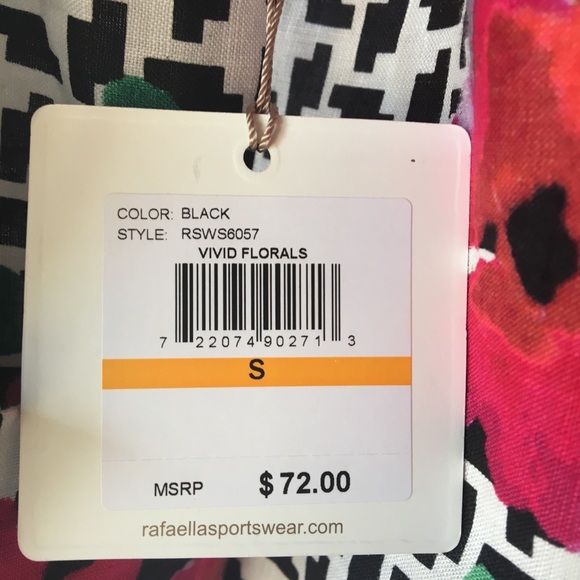 COLOR: BLACK
STYLE: RSWS6057
VIVID FLORALS
7 22074 90271 3
S
MSRP $72.00
rafaellasportswear.com